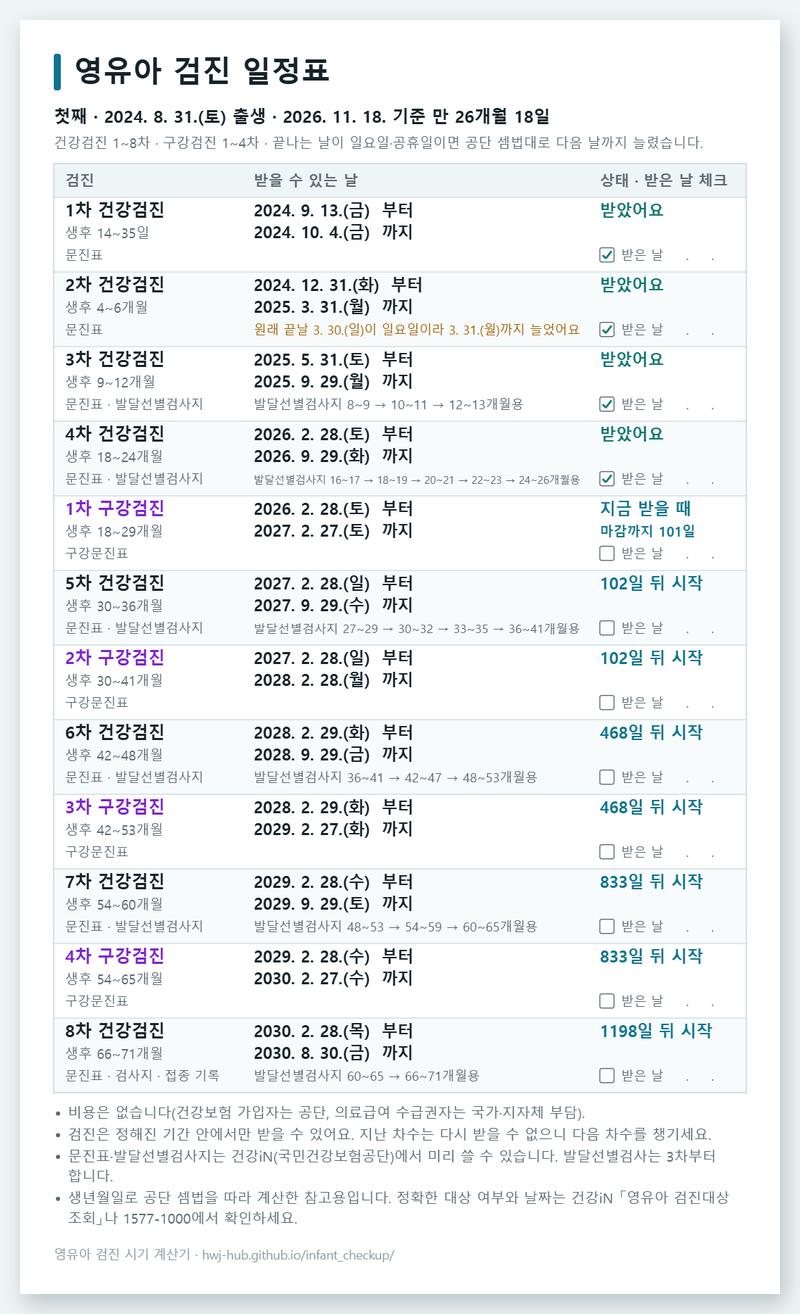 영유아 검진 일정표
첫째 · 2024. 8. 31.(토) 출생 · 2026. 11. 18. 기준 만 26개월 18일
건강검진 1~8차 · 구강검진 1~4차 · 끝나는 날이 일요일·공휴일이면 공단 셈법대로 다음 날까지 늘렸습니다.
검진 받을 수 있는 날 상태 · 받은 날 체크
1차 건강검진 2024. 9. 13.(금) 부터 받았어요
생후 14~35일 2024. 10. 4.(금) 까지
문진표 받은 날 . .
2차 건강검진 2024. 12. 31.(화) 부터 받았어요
생후 4~6개월 2025. 3. 31.(월) 까지
문진표 원래 끝날 3. 30.(일)이 일요일이라 3. 31.(월)까지 늘었어요 받은 날 . .
3차 건강검진 2025. 5. 31.(토) 부터 받았어요
생후 9~12개월 2025. 9. 29.(월) 까지
문진표 · 발달선별검사지 발달선별검사지 8~9 → 10~11 → 12~13개월용 받은 날 . .
4차 건강검진 2026. 2. 28.(토) 부터 받았어요
생후 18~24개월 2026. 9. 29.(화) 까지
문진표 · 발달선별검사지 발달선별검사지 16~17 → 18~19 → 20~21 → 22~23 → 24~26개월용 받은 날 . .
1차 구강검진 2026. 2. 28.(토) 부터 지금 받을 때
생후 18~29개월 2027. 2. 27.(토) 까지 마감까지 101일
구강문진표 받은 날 . .
5차 건강검진 2027. 2. 28.(일) 부터 102일 뒤 시작
생후 30~36개월 2027. 9. 29.(수) 까지
문진표 · 발달선별검사지 발달선별검사지 27~29 → 30~32 → 33~35 → 36~41개월용 받은 날 . .
2차 구강검진 2027. 2. 28.(일) 부터 102일 뒤 시작
생후 30~41개월 2028. 2. 28.(월) 까지
구강문진표 받은 날 . .
6차 건강검진 2028. 2. 29.(화) 부터 468일 뒤 시작
생후 42~48개월 2028. 9. 29.(금) 까지
문진표 · 발달선별검사지 발달선별검사지 36~41 → 42~47 → 48~53개월용 받은 날 . .
3차 구강검진 2028. 2. 29.(화) 부터 468일 뒤 시작
생후 42~53개월 2029. 2. 27.(화) 까지
구강문진표 받은 날 . .
7차 건강검진 2029. 2. 28.(수) 부터 833일 뒤 시작
생후 54~60개월 2029. 9. 29.(토) 까지
문진표 · 발달선별검사지 발달선별검사지 48~53 → 54~59 → 60~65개월용 받은 날 . .
4차 구강검진 2029. 2. 28.(수) 부터 833일 뒤 시작
생후 54~65개월 2030. 2. 27.(수) 까지
구강문진표 받은 날 . .
8차 건강검진 2030. 2. 28.(목) 부터 1198일 뒤 시작
생후 66~71개월 2030. 8. 30.(금) 까지
문진표 · 검사지 · 접종 기록 발달선별검사지 60~65 → 66~71개월용 받은 날 . .
• 비용은 없습니다(건강보험 가입자는 공단, 의료급여 수급권자는 국가·지자체 부담).
• 검진은 정해진 기간 안에서만 받을 수 있어요. 지난 차수는 다시 받을 수 없으니 다음 차수를 챙기세요.
• 문진표·발달선별검사지는 건강iN(국민건강보험공단)에서 미리 쓸 수 있습니다. 발달선별검사는 3차부터
합니다.
• 생년월일로 공단 셈법을 따라 계산한 참고용입니다. 정확한 대상 여부와 날짜는 건강iN 「영유아 검진대상
조회」나 1577-1000에서 확인하세요.
영유아 검진 시기 계산기 · hwj-hub.github.io/infant_checkup/